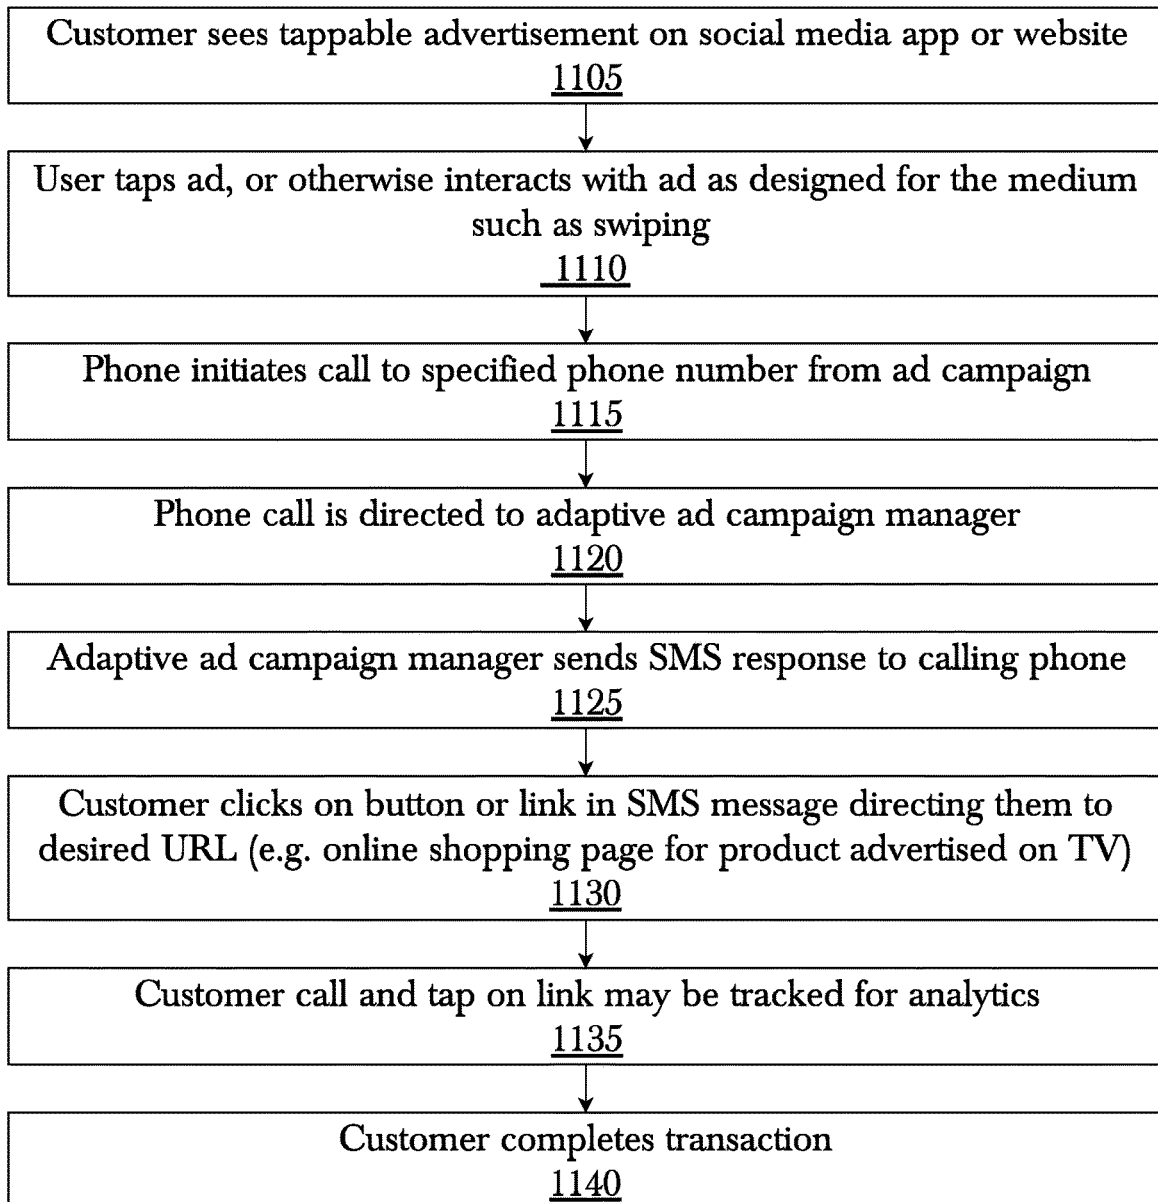 Customer sees tappable advertisement on social media app or website
1105
User taps ad, or otherwise interacts with ad as designed for the medium
such as swiping
1110
Phone initiates call to specified phone number from ad campaign
1115
Phone call is directed to adaptive ad campaign manager
1120
Adaptive ad campaign manager sends SMS response to calling phone
1125
Customer clicks on button or link in SMS message directing them to
desired URL (e.g. online shopping page for product advertised on TV)
1130
Customer call and tap on link may be tracked for analytics
1135
Customer completes transaction
1140